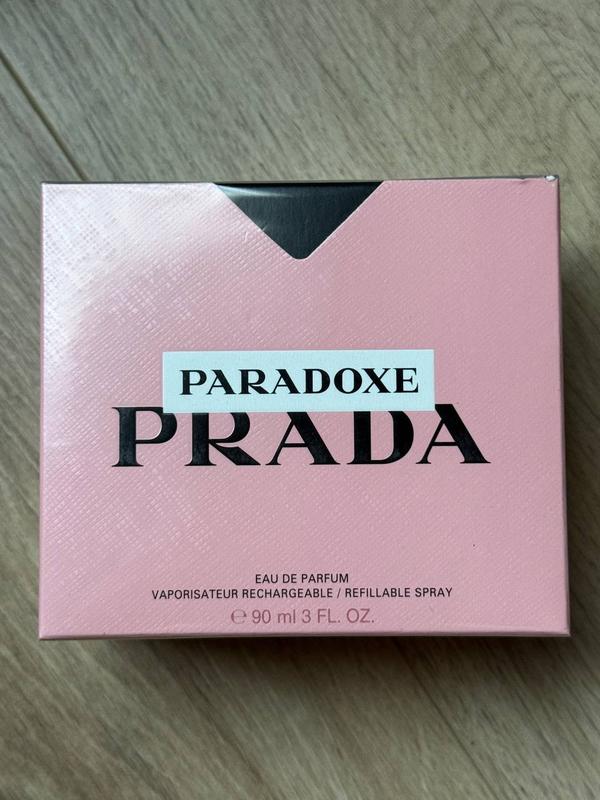 PARADOXE
PRADA
EAU DE PARFUM
VAPORISATEUR RECHARGEABLE / REFILLABLE SPRAY
℮ 90 ml 3 FL. OZ.